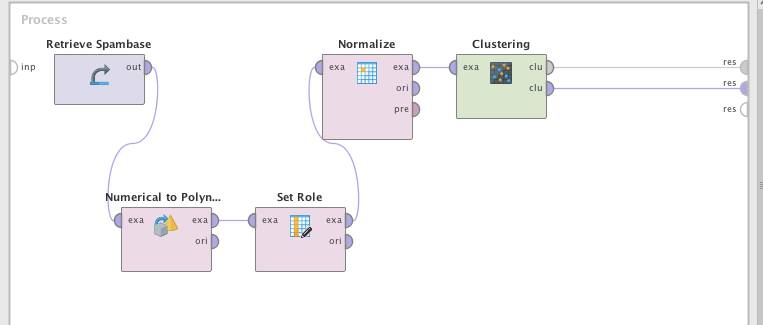 Process
Retrieve Spambase
Normalize
Clustering
inp
out
exa
exa
exa
clu
res
ori
clu
res
pre
res
Numerical to Polyn...
Set Role
exa
exa
exa
exa
ori
ori